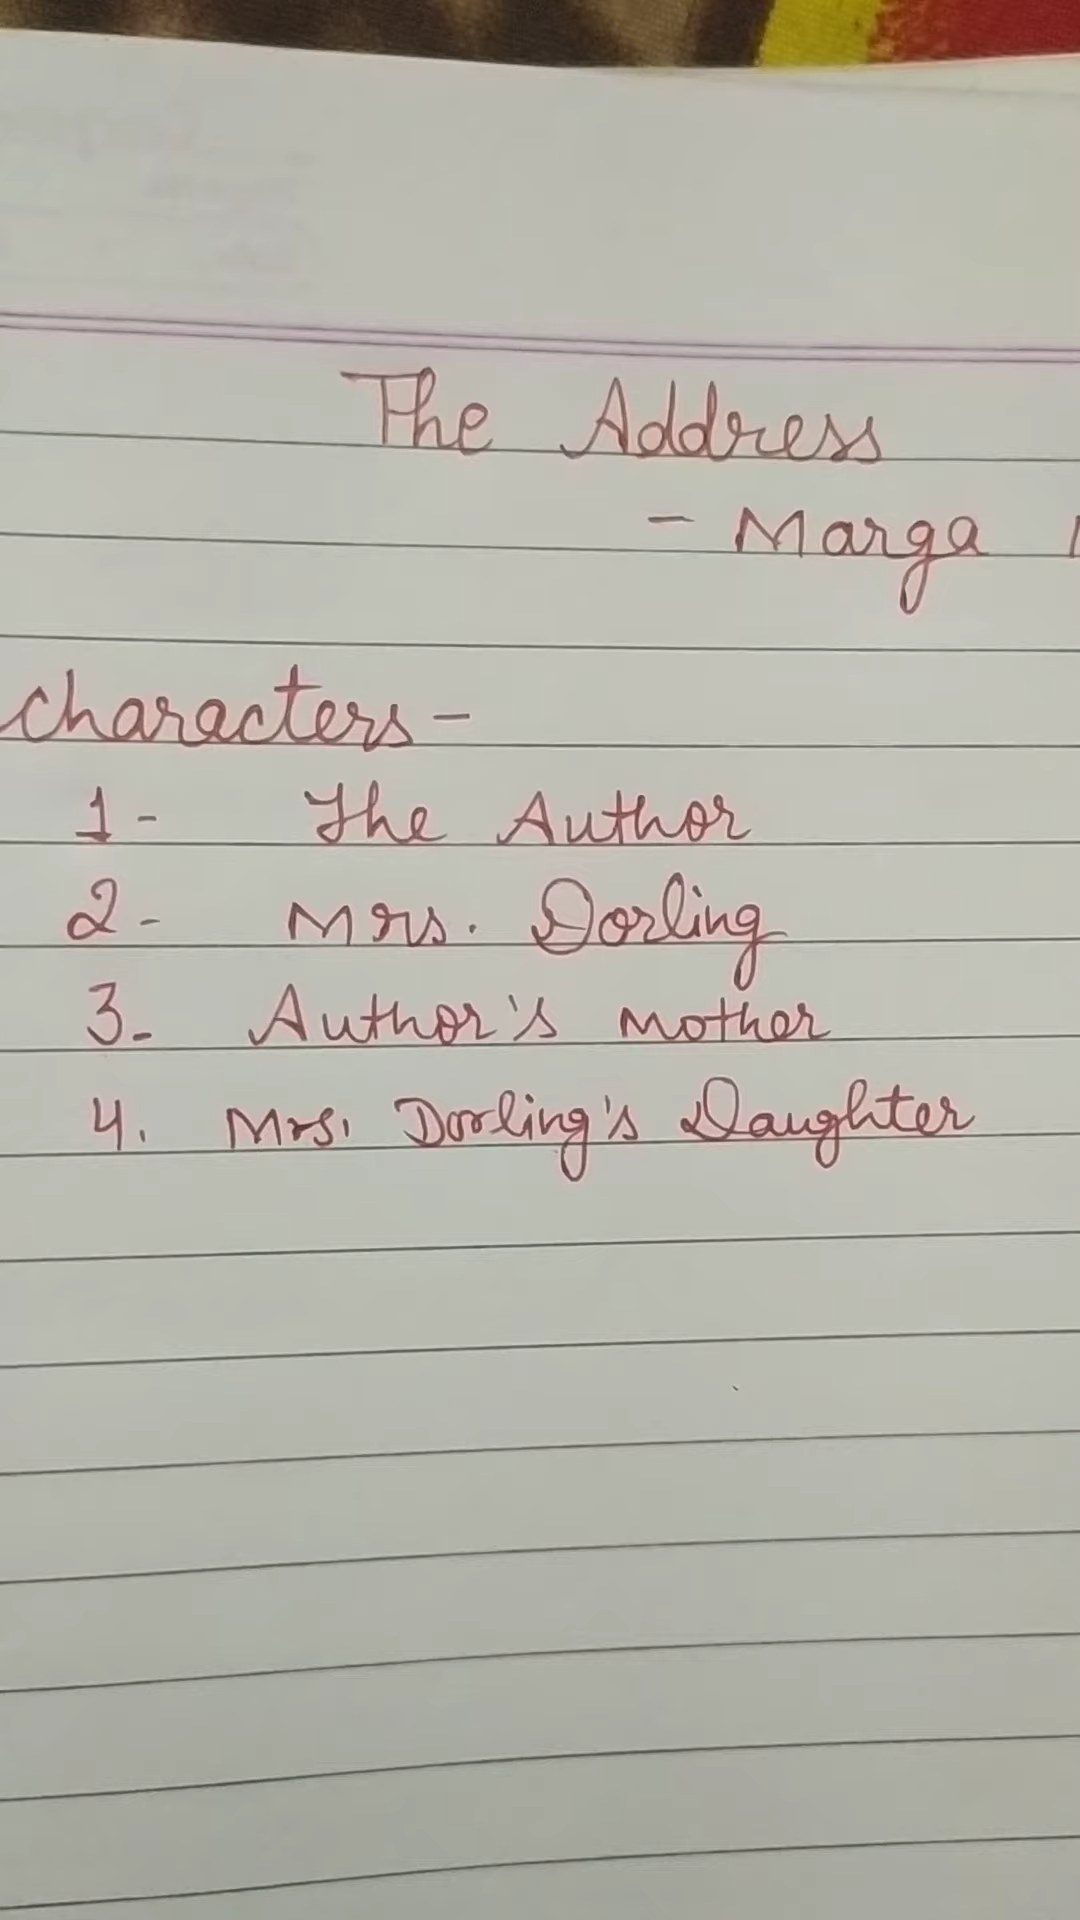 The Address
- Marga
Characters -
1- The Author
2- Mrs. Dorling
3- Author's Mother
4. Mrs. Dorling's Daughter